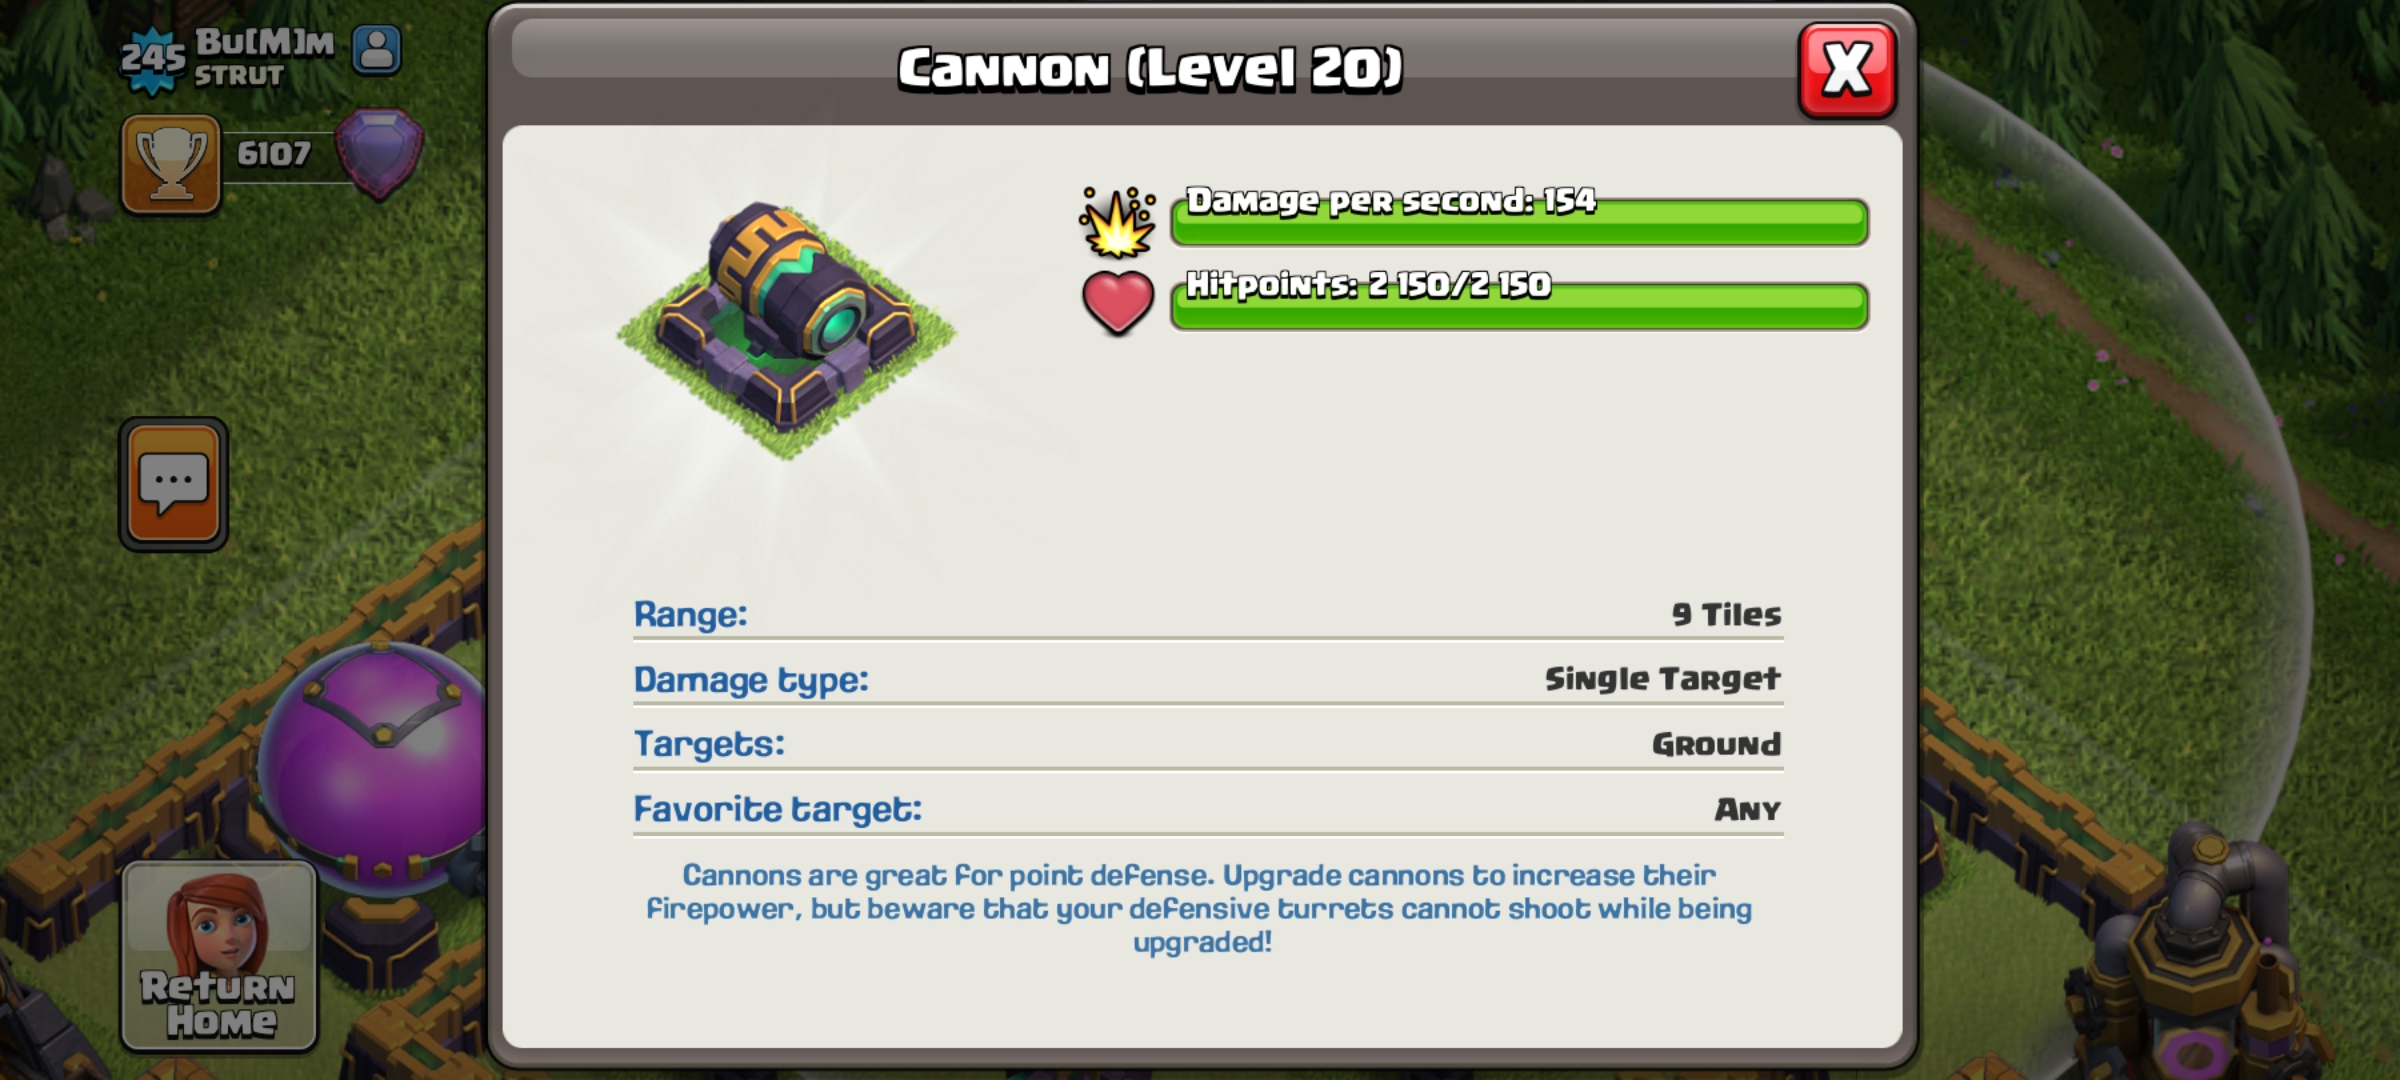 245
Bu[M]m
STRUT
6107
Cannon (Level 20)
X
Damage per second: 154
Hitpoints: 2 150/2 150
Range: 9 Tiles
Damage type: Single Target
Targets: Ground
Favorite target: Any
Cannons are great for point defense. Upgrade cannons to increase their
firepower, but beware that your defensive turrets cannot shoot while being
upgraded!
Return
Home